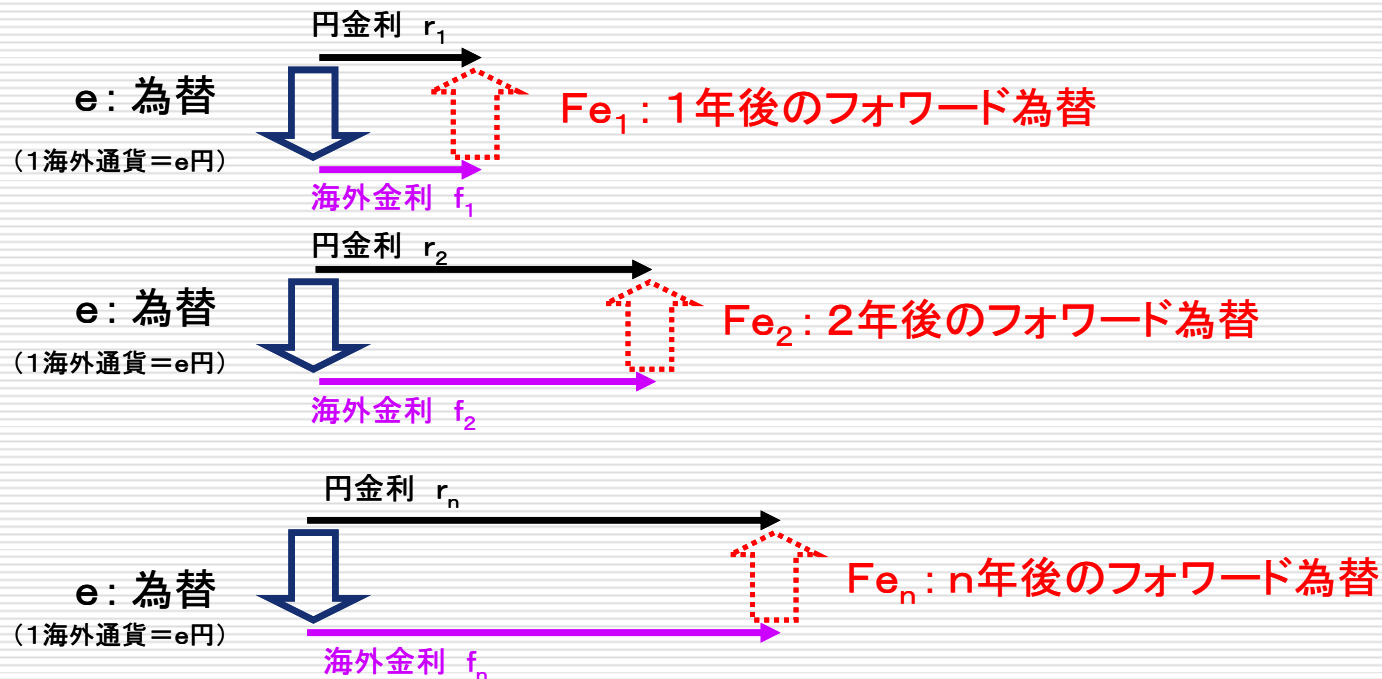 円金利 r₁
e：為替
Fe₁：1年後のフォワード為替
（1海外通貨＝e円）
海外金利 f₁
円金利 r₂
e：為替
Fe₂：2年後のフォワード為替
（1海外通貨＝e円）
海外金利 f₂
円金利 rₙ
e：為替
Feₙ：n年後のフォワード為替
（1海外通貨＝e円）
海外金利 fₙ